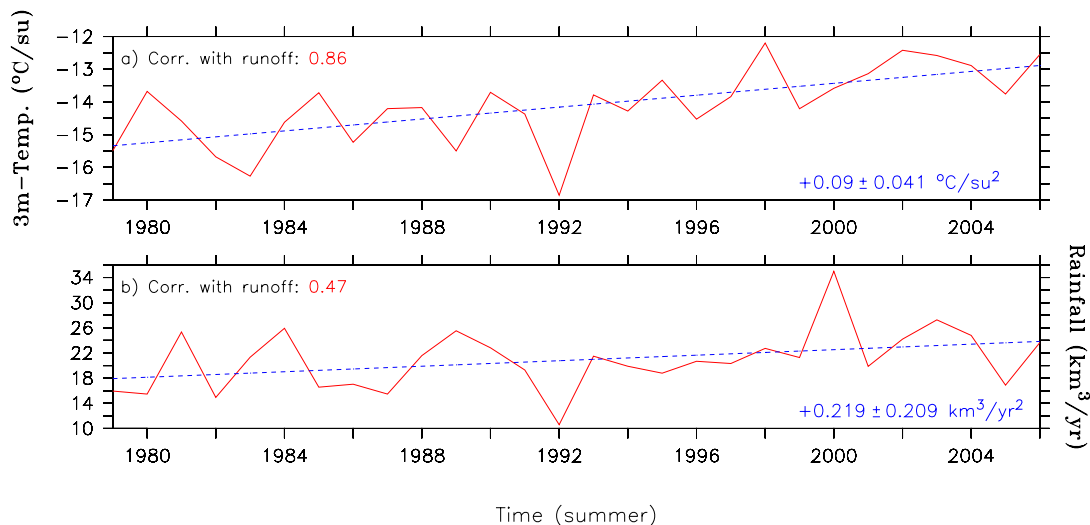 3m-Temp. (ºC/su)
-12
-13
-14
-15
-16
-17
a) Corr. with runoff: 0.86
+0.09 ± 0.041 ºC/su²
1980 1984 1988 1992 1996 2000 2004
34
30
26
22
18
14
10
b) Corr. with runoff: 0.47
+0.219 ± 0.209 km³/yr²
Rainfall (km³/yr)
1980 1984 1988 1992 1996 2000 2004
Time (summer)